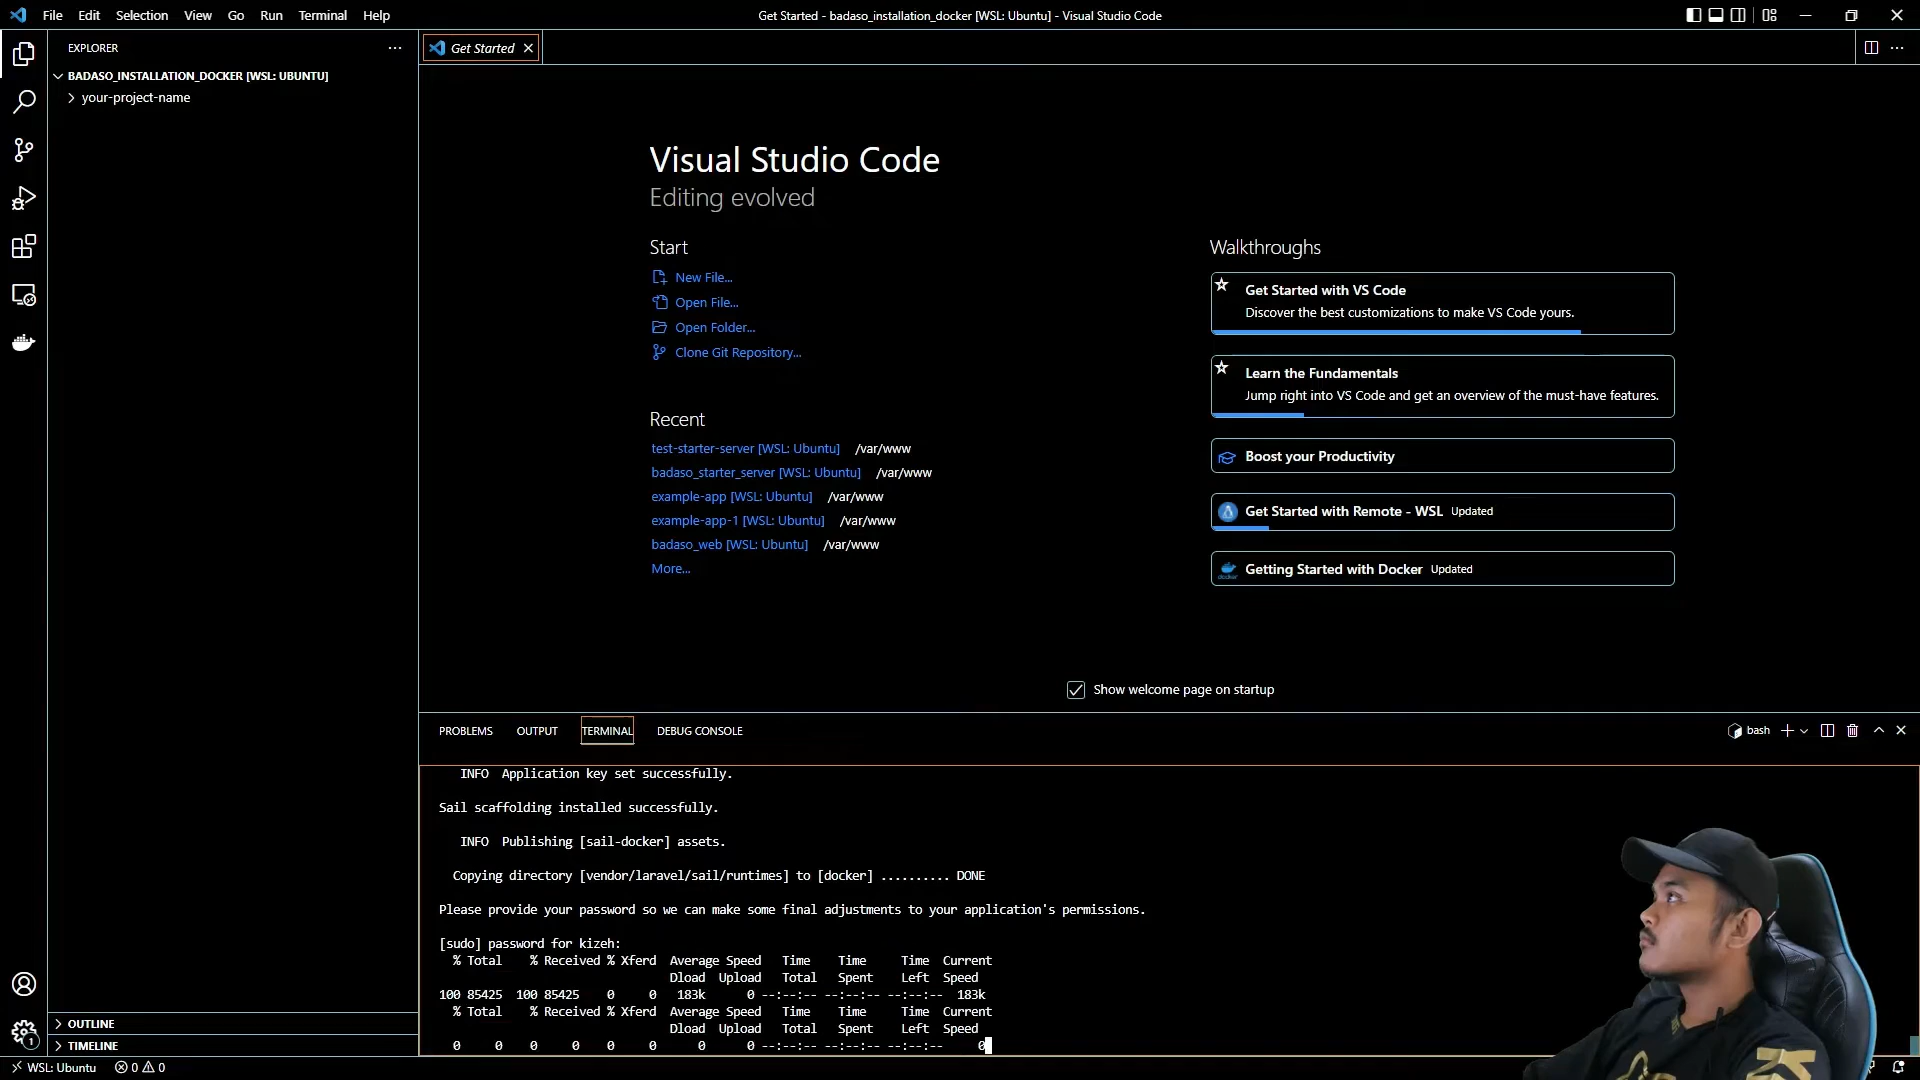 File Edit Selection View Go Run Terminal Help
Get Started - badaso_installation_docker [WSL: Ubuntu] - Visual Studio Code
EXPLORER
Get Started
BADASO_INSTALLATION_DOCKER [WSL: UBUNTU]
your-project-name
Visual Studio Code
Editing evolved
Start
New File...
Open File...
Open Folder...
Clone Git Repository...
Recent
test-starter-server [WSL: Ubuntu] /var/www
badaso_starter_server [WSL: Ubuntu] /var/www
example-app [WSL: Ubuntu] /var/www
example-app-1 [WSL: Ubuntu] /var/www
badaso_web [WSL: Ubuntu] /var/www
More...
Walkthroughs
Get Started with VS Code
Discover the best customizations to make VS Code yours.
Learn the Fundamentals
Jump right into VS Code and get an overview of the must-have features.
Boost your Productivity
Get Started with Remote - WSL Updated
Getting Started with Docker Updated
Show welcome page on startup
PROBLEMS OUTPUT TERMINAL DEBUG CONSOLE
bash
INFO Application key set successfully.
Sail scaffolding installed successfully.
INFO Publishing [sail-docker] assets.
Copying directory [vendor/laravel/sail/runtimes] to [docker] .......... DONE
Please provide your password so we can make some final adjustments to your application's permissions.
[sudo] password for kizeh:
% Total % Received % Xferd Average Speed Time Time Time Current
Dload Upload Total Spent Left Speed
100 85425 100 85425 0 0 183k 0 --:--:-- --:--:-- --:--:-- 183k
% Total % Received % Xferd Average Speed Time Time Time Current
Dload Upload Total Spent Left Speed
0 0 0 0 0 0 0 0 --:--:-- --:--:-- --:--:-- 0
OUTLINE
TIMELINE
1
WSL: Ubuntu 0 0